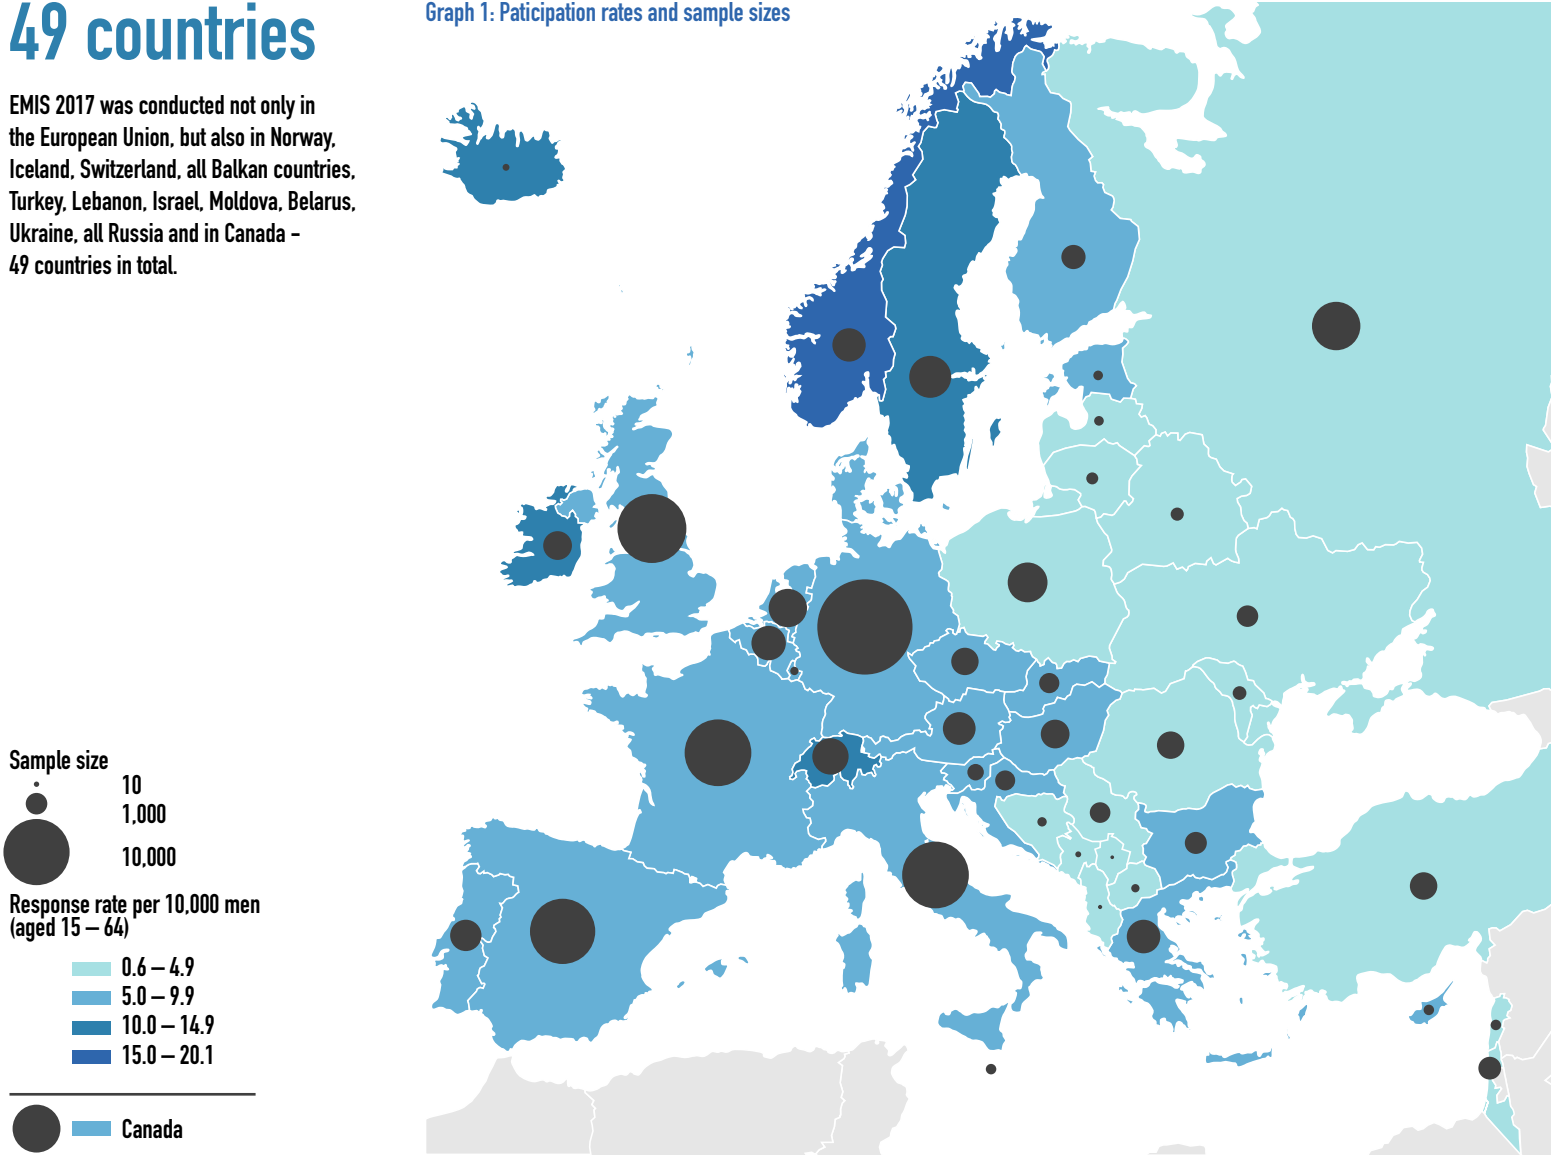 49 countries
EMIS 2017 was conducted not only in
the European Union, but also in Norway,
Iceland, Switzerland, all Balkan countries,
Turkey, Lebanon, Israel, Moldova, Belarus,
Ukraine, all Russia and in Canada –
49 countries in total.
Graph 1: Paticipation rates and sample sizes
Sample size
10
1,000
10,000
Response rate per 10,000 men
(aged 15 – 64)
0.6 – 4.9
5.0 – 9.9
10.0 – 14.9
15.0 – 20.1
Canada